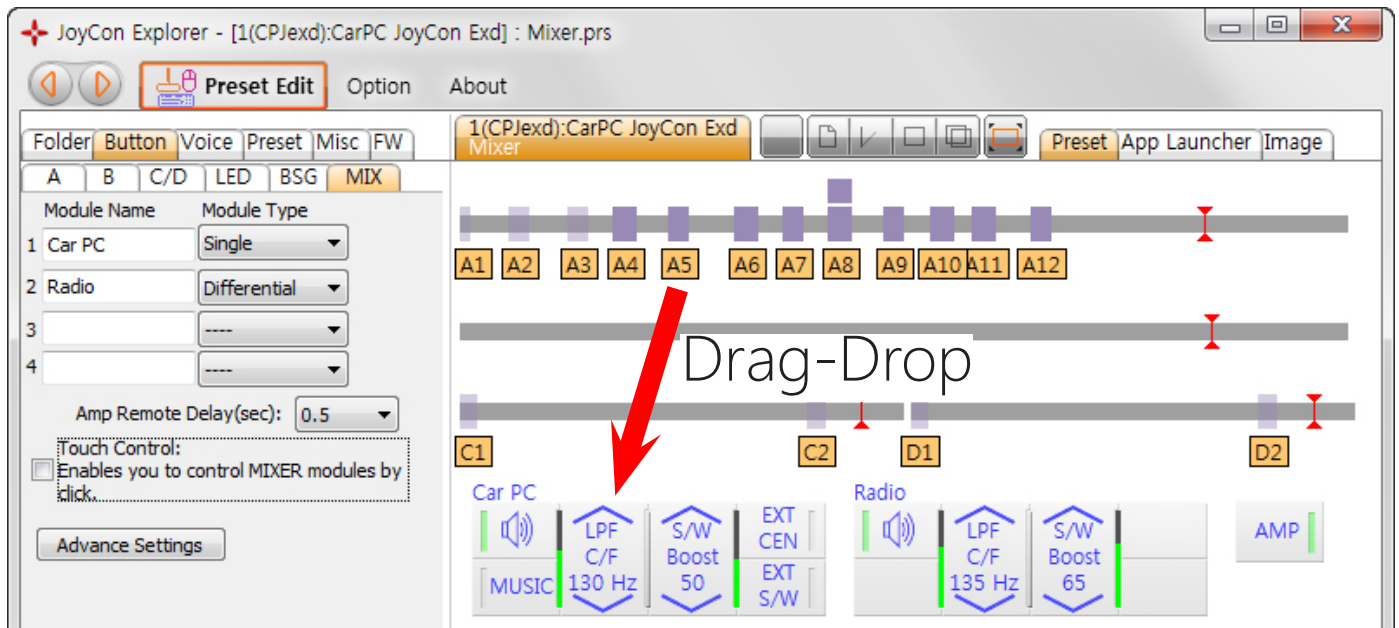 JoyCon Explorer - [1(CPJexd):CarPC JoyCon Exd] : Mixer.prs
Preset Edit Option About
Folder Button Voice Preset Misc FW
A B C/D LED BSG MIX
Module Name Module Type
1 Car PC Single
2 Radio Differential
3 ----
4 ----
Amp Remote Delay(sec): 0.5
Touch Control:
Enables you to control MIXER modules by
click.
Advance Settings
1(CPJexd):CarPC JoyCon Exd
Mixer
Preset App Launcher Image
A1 A2 A3 A4 A5 A6 A7 A8 A9 A10 A11 A12
Drag-Drop
C1 C2 D1 D2
Car PC
MUSIC
LPF
C/F
130 Hz
S/W
Boost
50
EXT
CEN
EXT
S/W
Radio
LPF
C/F
135 Hz
S/W
Boost
65
AMP